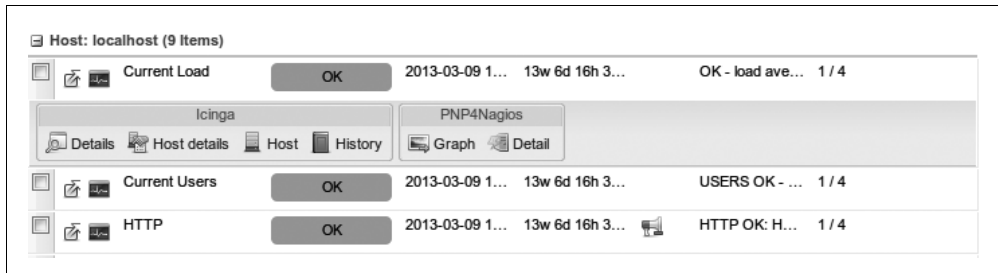 Host: localhost (9 Items)
Current Load OK 2013-03-09 1... 13w 6d 16h 3... OK - load ave... 1 / 4
Icinga PNP4Nagios
Details Host details Host History Graph Detail
Current Users OK 2013-03-09 1... 13w 6d 16h 3... USERS OK - ... 1 / 4
HTTP OK 2013-03-09 1... 13w 6d 16h 3... HTTP OK: H... 1 / 4